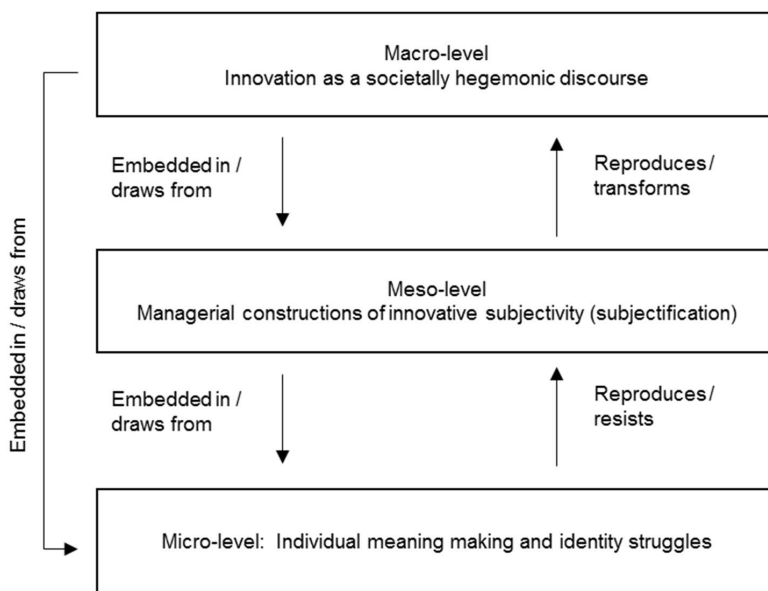 Macro-level
Innovation as a societally hegemonic discourse
Embedded in /
draws from
Reproduces/
transforms
Embedded in / draws from
Meso-level
Managerial constructions of innovative subjectivity (subjectification)
Embedded in /
draws from
Reproduces/
resists
Micro-level: Individual meaning making and identity struggles